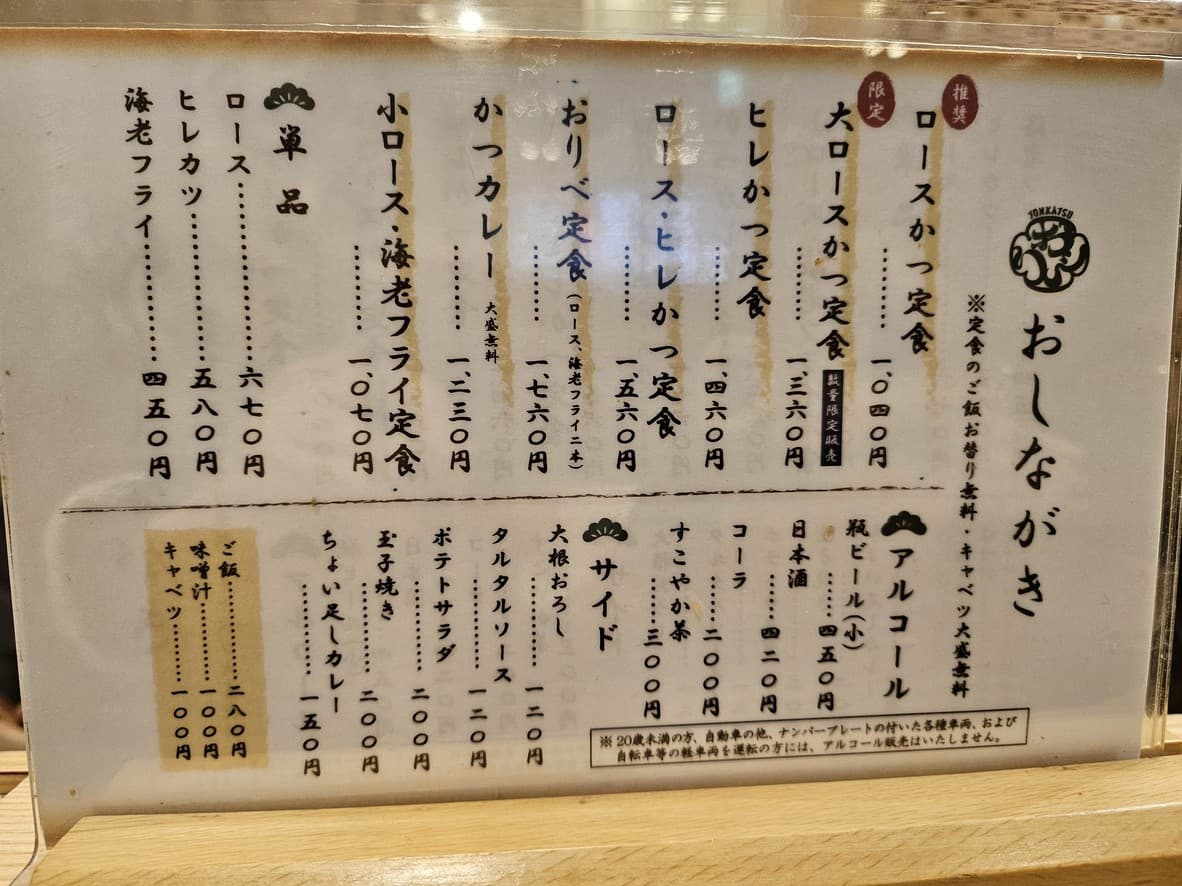 TONKATSU
おりべ
おしながき
※定食のご飯お替り無料・キャベツ大盛無料
推奨
ロースかつ定食
一、〇四〇円
限定
大ロースかつ定食
数量限定販売
一、三六〇円
ヒレかつ定食
一、四六〇円
ロース・ヒレかつ定食
一、五六〇円
おりべ定食(ロース、海老フライ二本)
一、七六〇円
かつカレー 大盛無料
一、二三〇円
小ロース・海老フライ定食
一、〇七〇円
単品
ロース 六七〇円
ヒレカツ 五八〇円
海老フライ 四五〇円
アルコール
瓶ビール(小) 四五〇円
日本酒 四二〇円
コーラ 二〇〇円
すこやか茶 三〇〇円
※20歳未満の方、自動車の他、ナンバープレートの付いた各種車両、および
自転車等の軽車両を運転の方には、アルコール販売はいたしません。
サイド
大根おろし 一二〇円
タルタルソース 一二〇円
ポテトサラダ 二〇〇円
玉子焼き 二〇〇円
ちょい足しカレー 一五〇円
ご飯 二八〇円
味噌汁 一〇〇円
キャベツ 一〇〇円